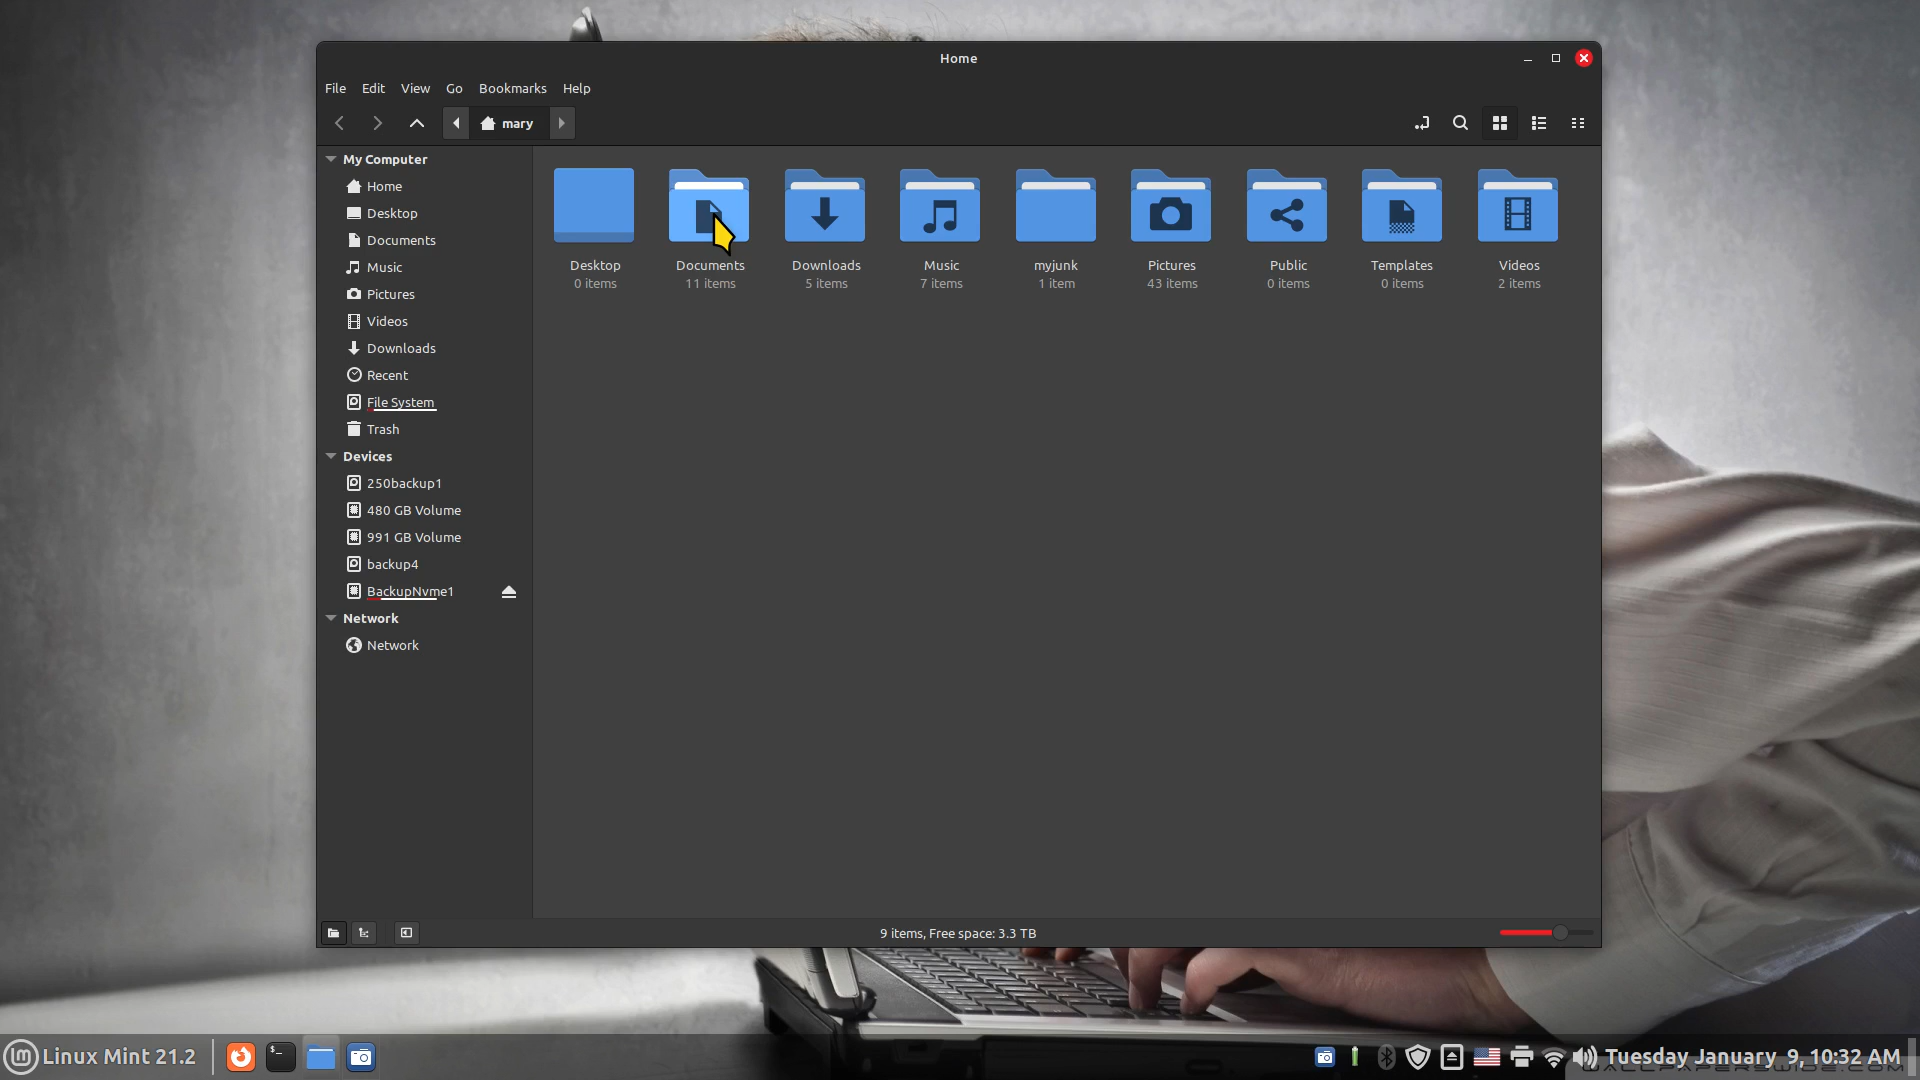 Home
File Edit View Go Bookmarks Help
mary
My Computer
Home
Desktop
Documents
Music
Pictures
Videos
Downloads
Recent
File System
Trash
Devices
250backup1
480 GB Volume
991 GB Volume
backup4
BackupNvme1
Network
Network
Desktop
0 items
Documents
11 items
Downloads
5 items
Music
7 items
myjunk
1 item
Pictures
43 items
Public
0 items
Templates
0 items
Videos
2 items
9 items, Free space: 3.3 TB
Linux Mint 21.2
Tuesday January 9, 10:32 AM
WALLPAPERSWIDE.COM